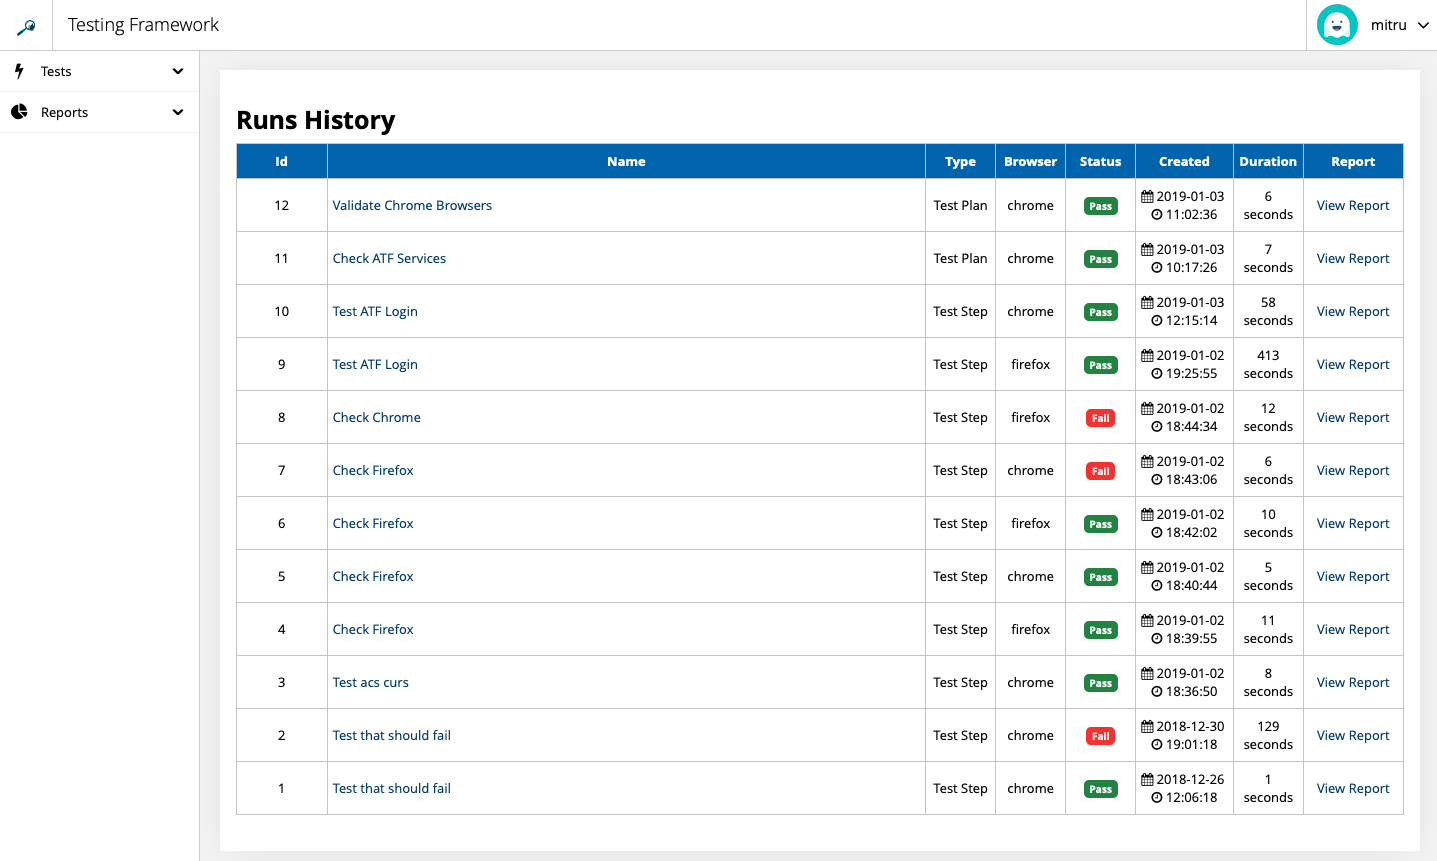 Testing Framework
mitru
Tests
Reports
Runs History
Id Name Type Browser Status Created Duration Report
12 Validate Chrome Browsers Test Plan chrome Pass 2019-01-03 11:02:36 6 seconds View Report
11 Check ATF Services Test Plan chrome Pass 2019-01-03 10:17:26 7 seconds View Report
10 Test ATF Login Test Step chrome Pass 2019-01-03 12:15:14 58 seconds View Report
9 Test ATF Login Test Step firefox Pass 2019-01-02 19:25:55 413 seconds View Report
8 Check Chrome Test Step firefox Fail 2019-01-02 18:44:34 12 seconds View Report
7 Check Firefox Test Step chrome Fail 2019-01-02 18:43:06 6 seconds View Report
6 Check Firefox Test Step firefox Pass 2019-01-02 18:42:02 10 seconds View Report
5 Check Firefox Test Step chrome Pass 2019-01-02 18:40:44 5 seconds View Report
4 Check Firefox Test Step firefox Pass 2019-01-02 18:39:55 11 seconds View Report
3 Test acs curs Test Step chrome Pass 2019-01-02 18:36:50 8 seconds View Report
2 Test that should fail Test Step chrome Fail 2018-12-30 19:01:18 129 seconds View Report
1 Test that should fail Test Step chrome Pass 2018-12-26 12:06:18 1 seconds View Report